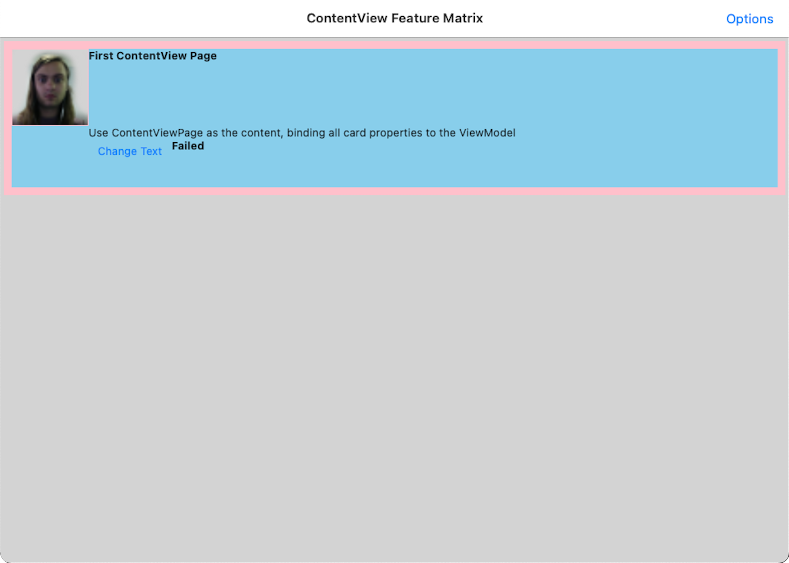 ContentView Feature Matrix
Options
First ContentView Page
Use ContentViewPage as the content, binding all card properties to the ViewModel
Change Text
Failed